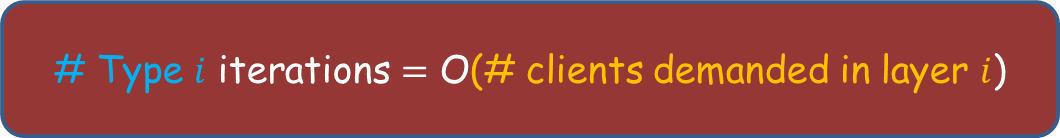 # Type i iterations = O(# clients demanded in layer i)